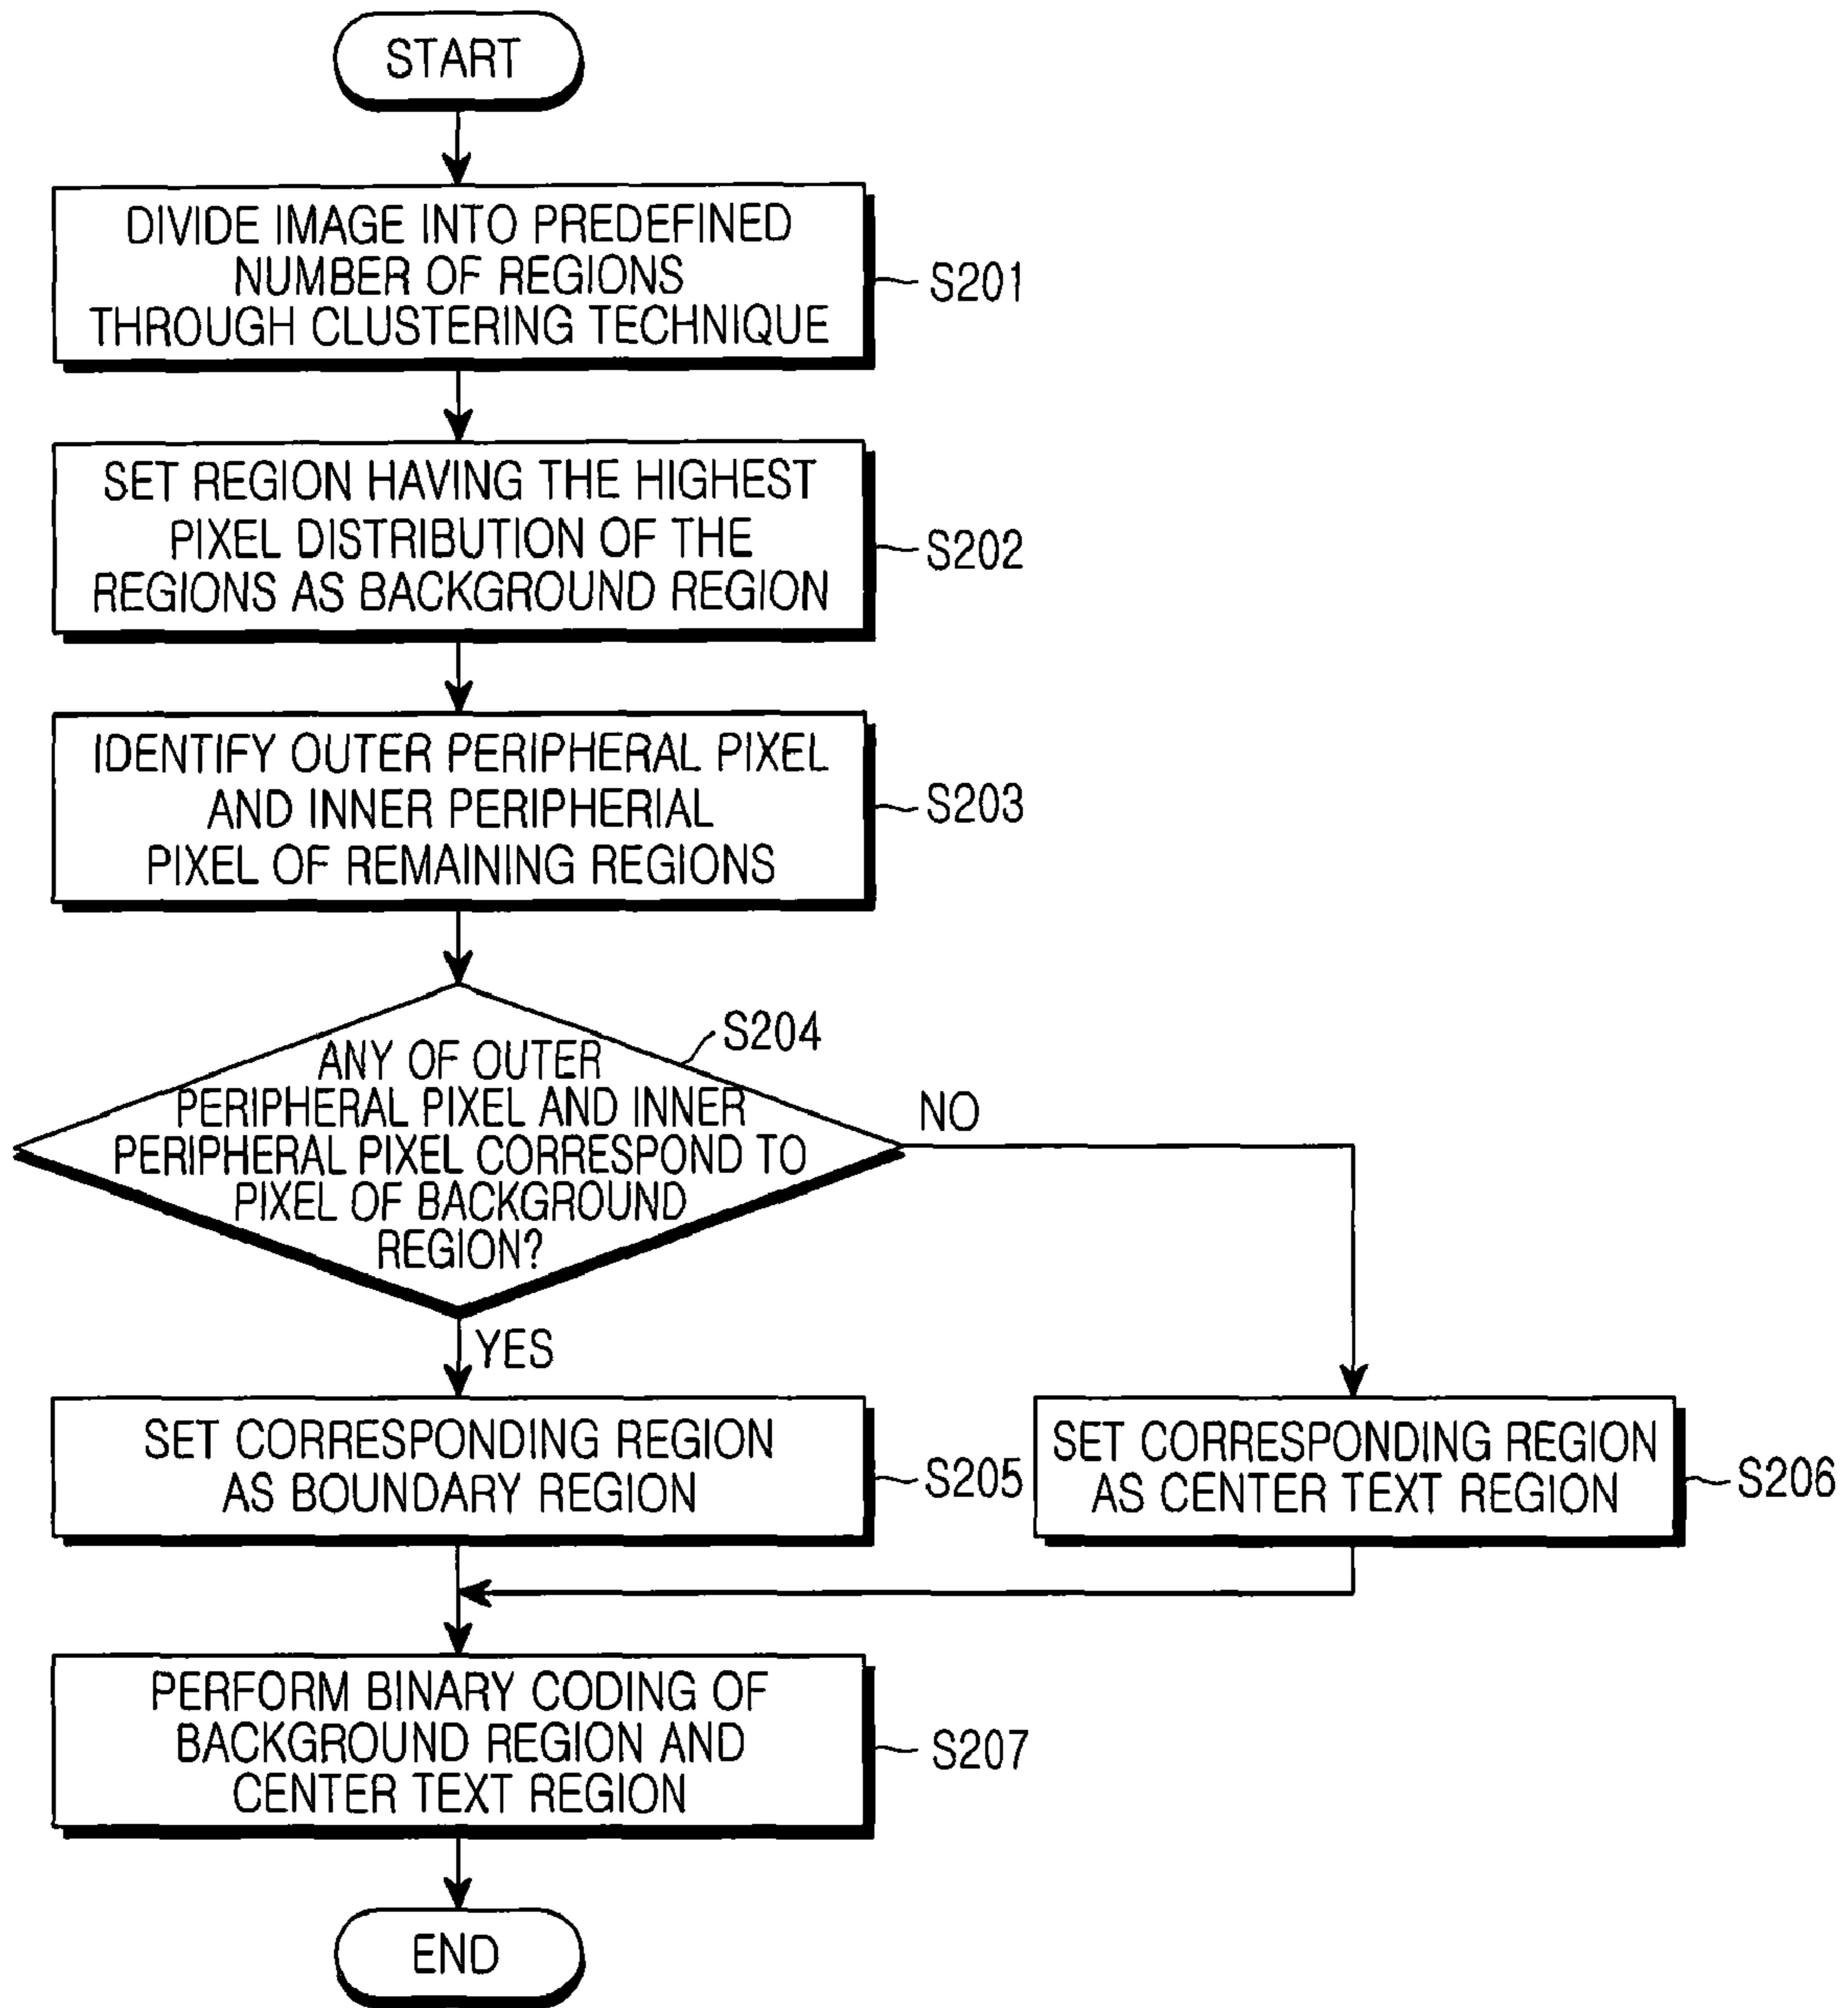 START
DIVIDE IMAGE INTO PREDEFINED
NUMBER OF REGIONS
THROUGH CLUSTERING TECHNIQUE
S201
SET REGION HAVING THE HIGHEST
PIXEL DISTRIBUTION OF THE
REGIONS AS BACKGROUND REGION
S202
IDENTIFY OUTER PERIPHERAL PIXEL
AND INNER PERIPHERIAL
PIXEL OF REMAINING REGIONS
S203
S204
ANY OF OUTER
PERIPHERAL PIXEL AND INNER
PERIPHERAL PIXEL CORRESPOND TO
PIXEL OF BACKGROUND
REGION?
NO
YES
SET CORRESPONDING REGION
AS BOUNDARY REGION
S205
SET CORRESPONDING REGION
AS CENTER TEXT REGION
S206
PERFORM BINARY CODING OF
BACKGROUND REGION AND
CENTER TEXT REGION
S207
END